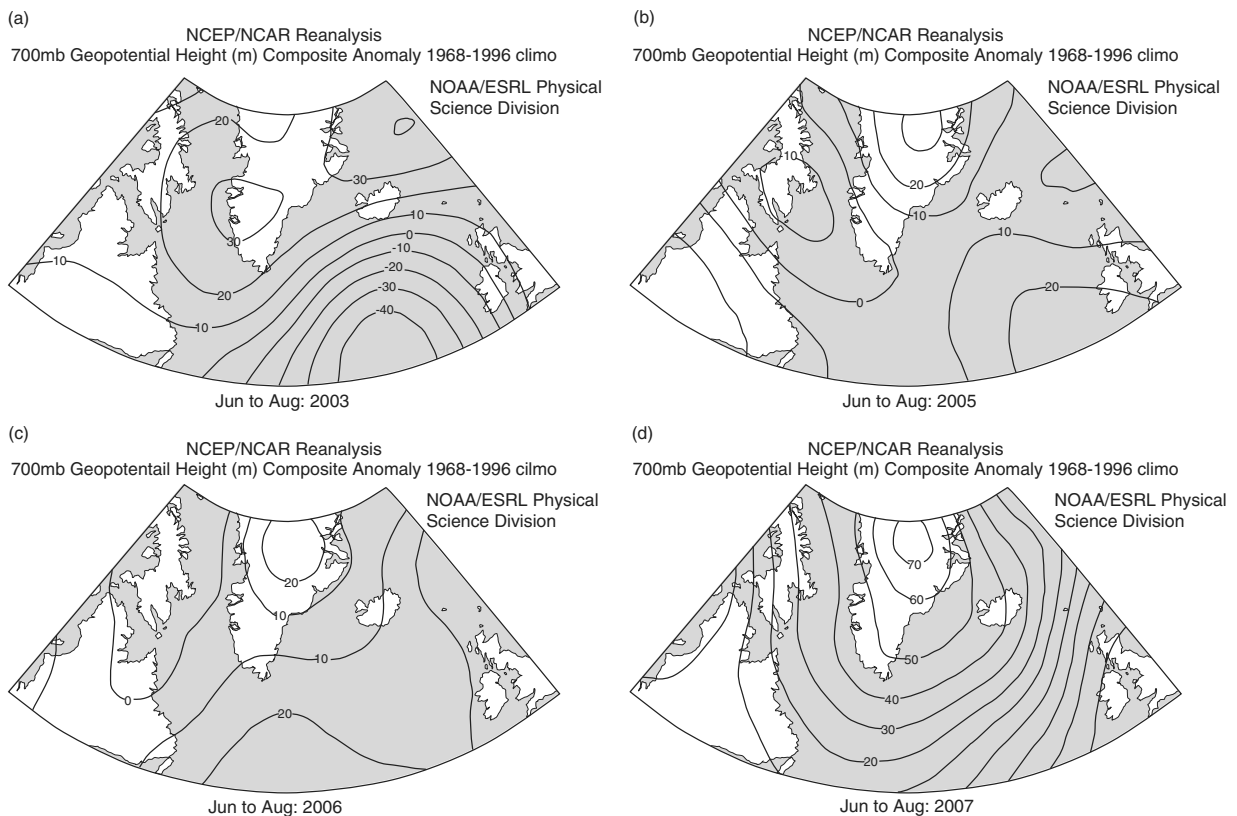 (a)
NCEP/NCAR Reanalysis
700mb Geopotential Height (m) Composite Anomaly 1968-1996 climo
NOAA/ESRL Physical
Science Division
20
30
10
30
0
-10
10
-20
-30
20
-40
10
Jun to Aug: 2003
(b)
NCEP/NCAR Reanalysis
700mb Geopotential Height (m) Composite Anomaly 1968-1996 climo
NOAA/ESRL Physical
Science Division
20
10
10
20
0
Jun to Aug: 2005
(c)
NCEP/NCAR Reanalysis
700mb Geopotentail Height (m) Composite Anomaly 1968-1996 cilmo
NOAA/ESRL Physical
Science Division
20
10
10
0
20
Jun to Aug: 2006
(d)
NCEP/NCAR Reanalysis
700mb Geopotential Height (m) Composite Anomaly 1968-1996 climo
NOAA/ESRL Physical
Science Division
70
60
50
40
30
20
Jun to Aug: 2007